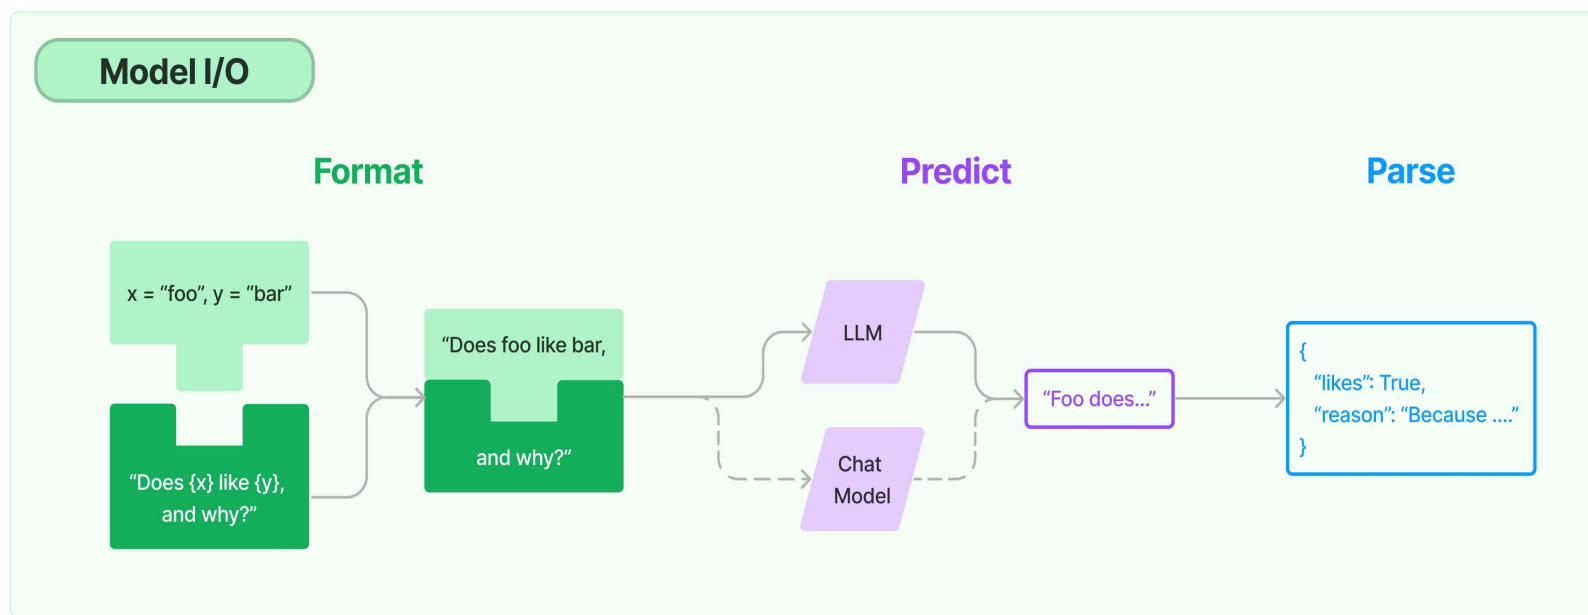 Model I/O
Format
Predict
Parse
x = “foo”, y = “bar”
“Does {x} like {y},
and why?”
“Does foo like bar,
and why?”
LLM
Chat
Model
“Foo does...”
{
“likes”: True,
“reason”: “Because ....”
}